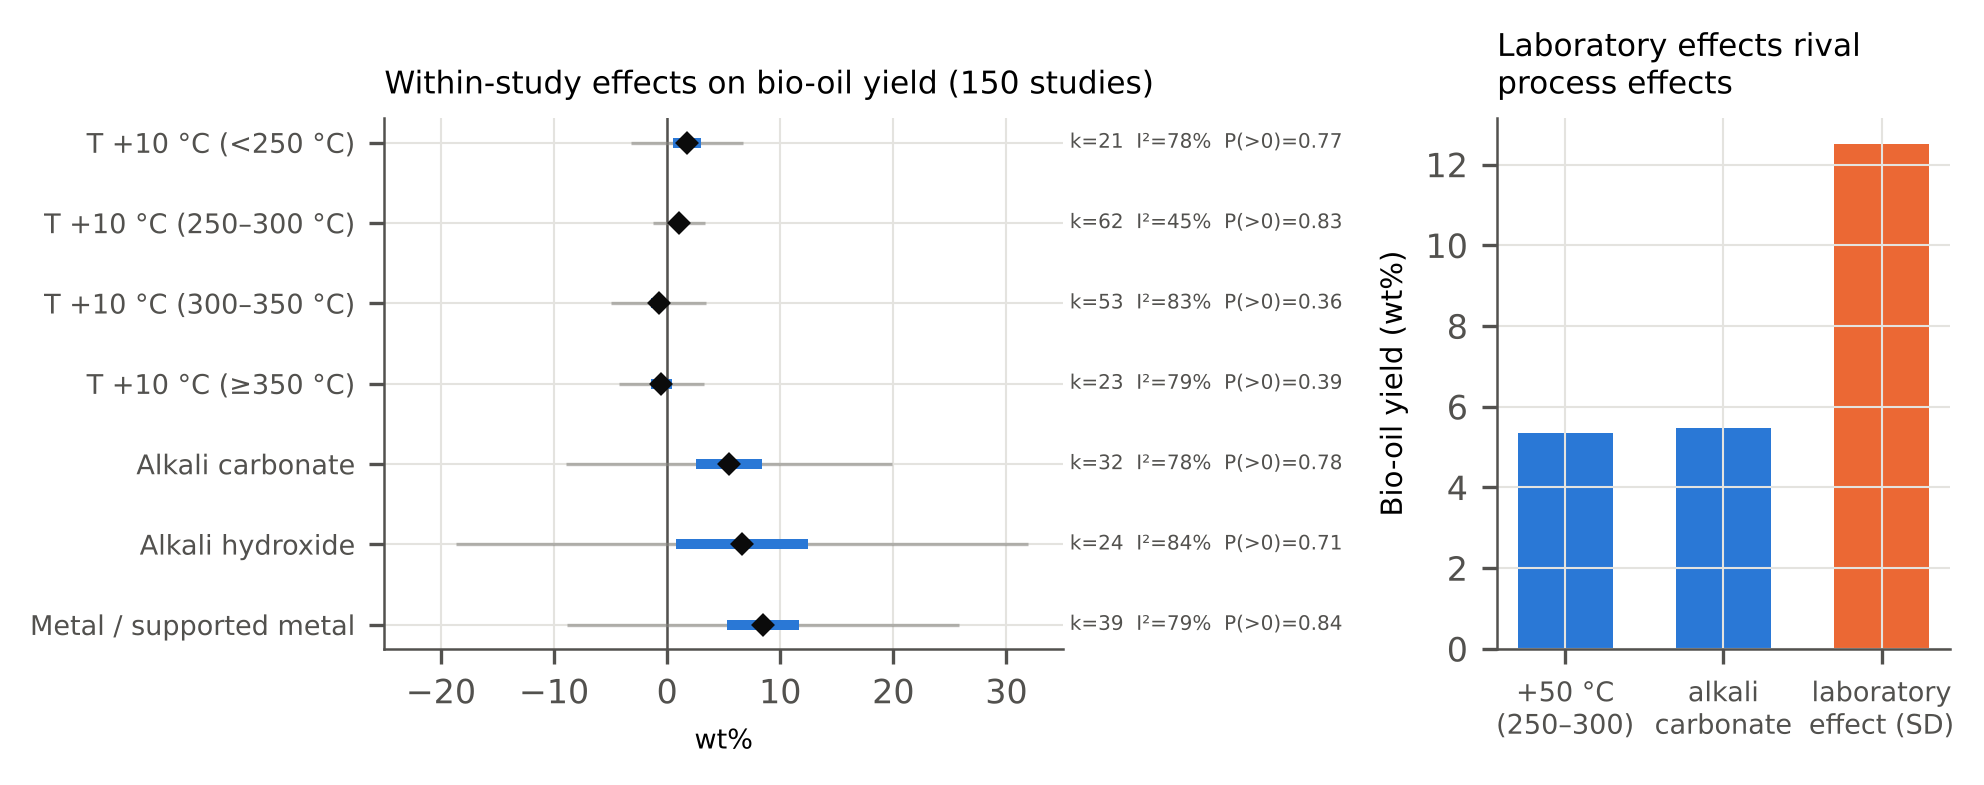 Within-study effects on bio-oil yield (150 studies)
T +10 °C (<250 °C)
k=21 I²=78% P(>0)=0.77
T +10 °C (250–300 °C)
k=62 I²=45% P(>0)=0.83
T +10 °C (300–350 °C)
k=53 I²=83% P(>0)=0.36
T +10 °C (≥350 °C)
k=23 I²=79% P(>0)=0.39
Alkali carbonate
k=32 I²=78% P(>0)=0.78
Alkali hydroxide
k=24 I²=84% P(>0)=0.71
Metal / supported metal
k=39 I²=79% P(>0)=0.84
−20 −10 0 10 20 30
wt%
Laboratory effects rival
process effects
Bio-oil yield (wt%)
12
10
8
6
4
2
0
+50 °C
(250–300)
alkali
carbonate
laboratory
effect (SD)